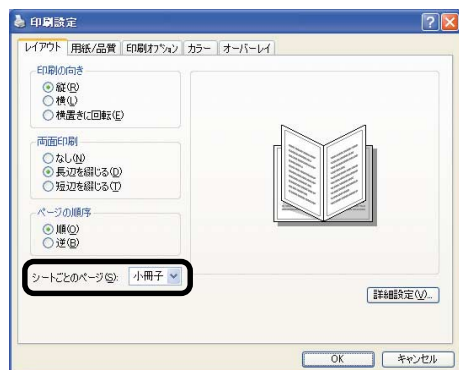 印刷設定
レイアウト 用紙/品質 印刷オプション カラー オーバーレイ
印刷の向き
縦(R)
横(L)
横置きに回転(E)
両面印刷
なし(N)
長辺を綴じる(D)
短辺を綴じる(T)
ページの順序
順(O)
逆(B)
シートごとのページ(S): 小冊子
詳細設定(V)...
OK キャンセル